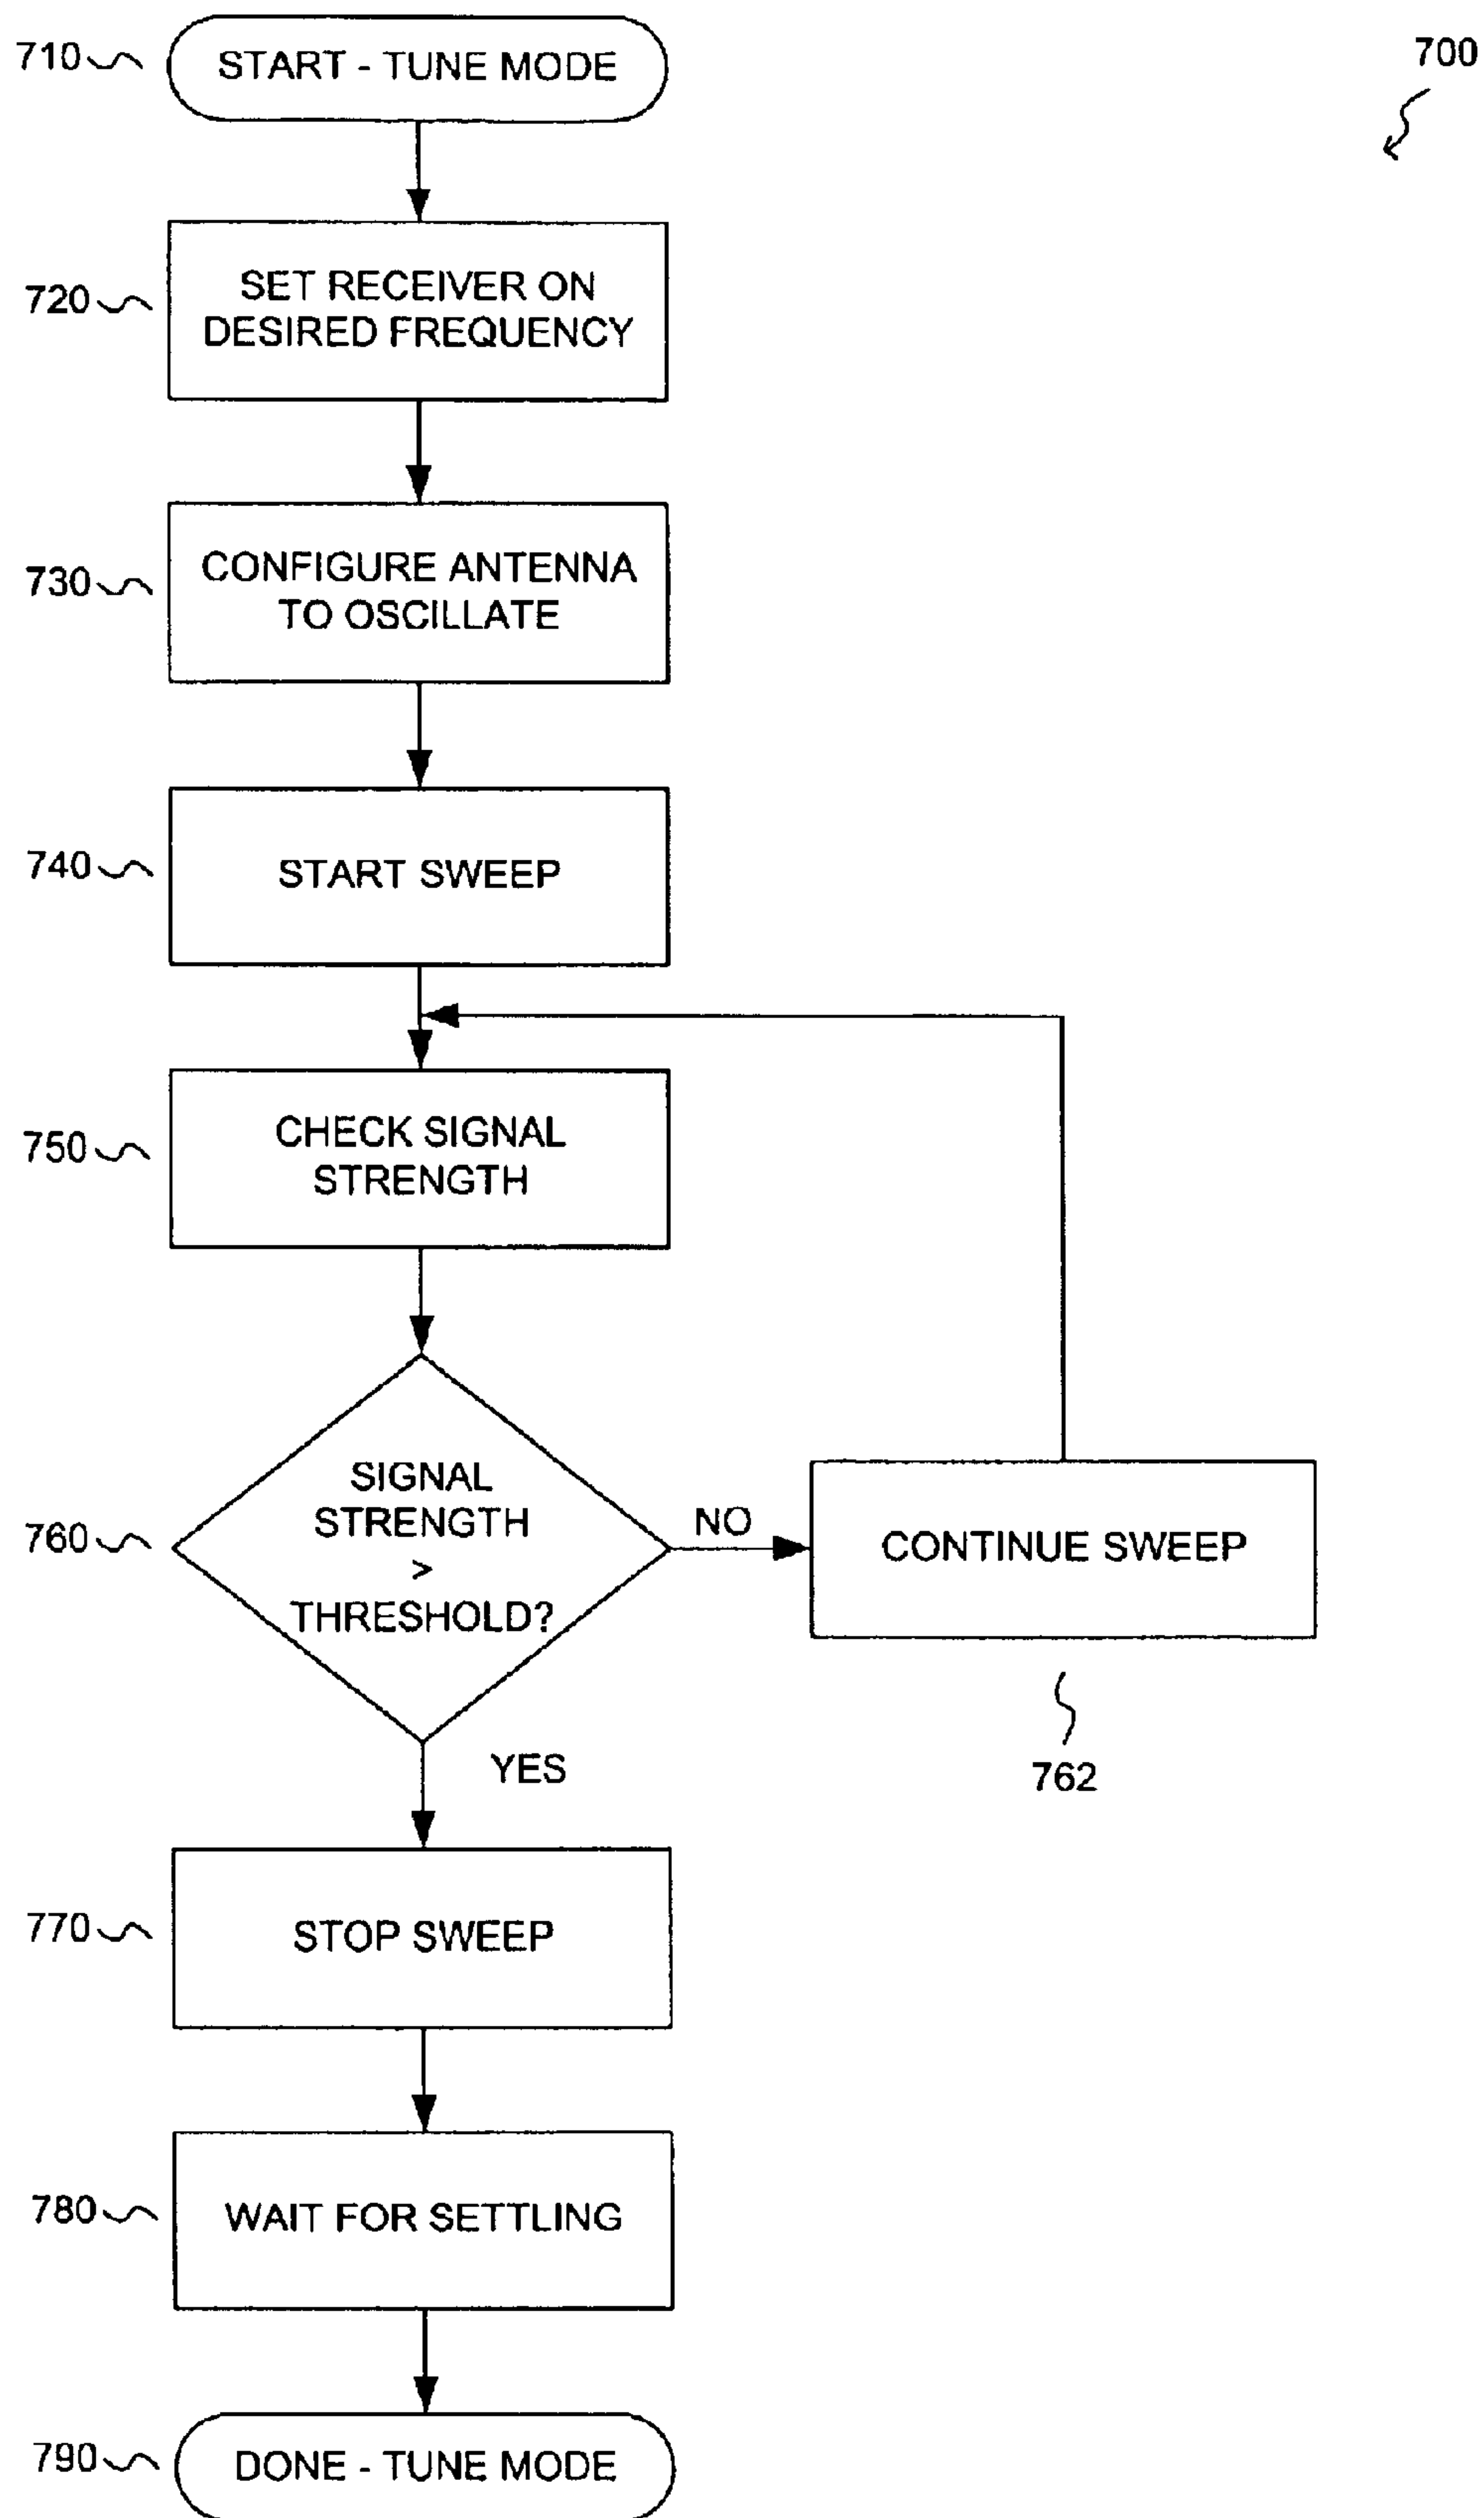 710
START - TUNE MODE
700
720
SET RECEIVER ON
DESIRED FREQUENCY
730
CONFIGURE ANTENNA
TO OSCILLATE
740
START SWEEP
750
CHECK SIGNAL
STRENGTH
760
SIGNAL
STRENGTH
>
THRESHOLD?
NO
CONTINUE SWEEP
762
YES
770
STOP SWEEP
780
WAIT FOR SETTLING
790
DONE - TUNE MODE